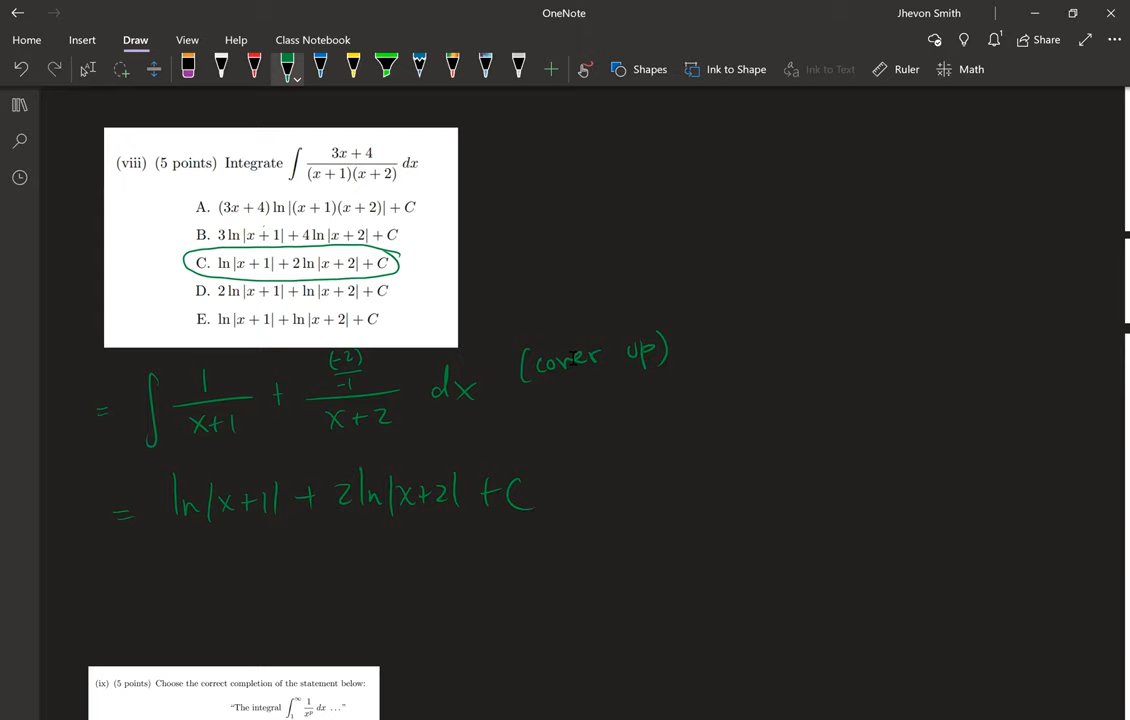 OneNote
Jhevon Smith
Home Insert Draw View Help Class Notebook
Share
Shapes Ink to Shape Ink to Text Ruler Math
(viii) (5 points) Integrate ∫ (3x + 4)/((x + 1)(x + 2)) dx
A. (3x + 4) ln |(x + 1)(x + 2)| + C
B. 3 ln |x + 1| + 4 ln |x + 2| + C
C. ln |x + 1| + 2 ln |x + 2| + C
D. 2 ln |x + 1| + ln |x + 2| + C
E. ln |x + 1| + ln |x + 2| + C
= ∫ 1/(x+1) + ((-2)/-1)/(x+2) dx (cover up)
= ln|x+1| + 2ln|x+2| + C
(ix) (5 points) Choose the correct completion of the statement below:
“The integral ∫₁^∞ 1/x^p dx ...”